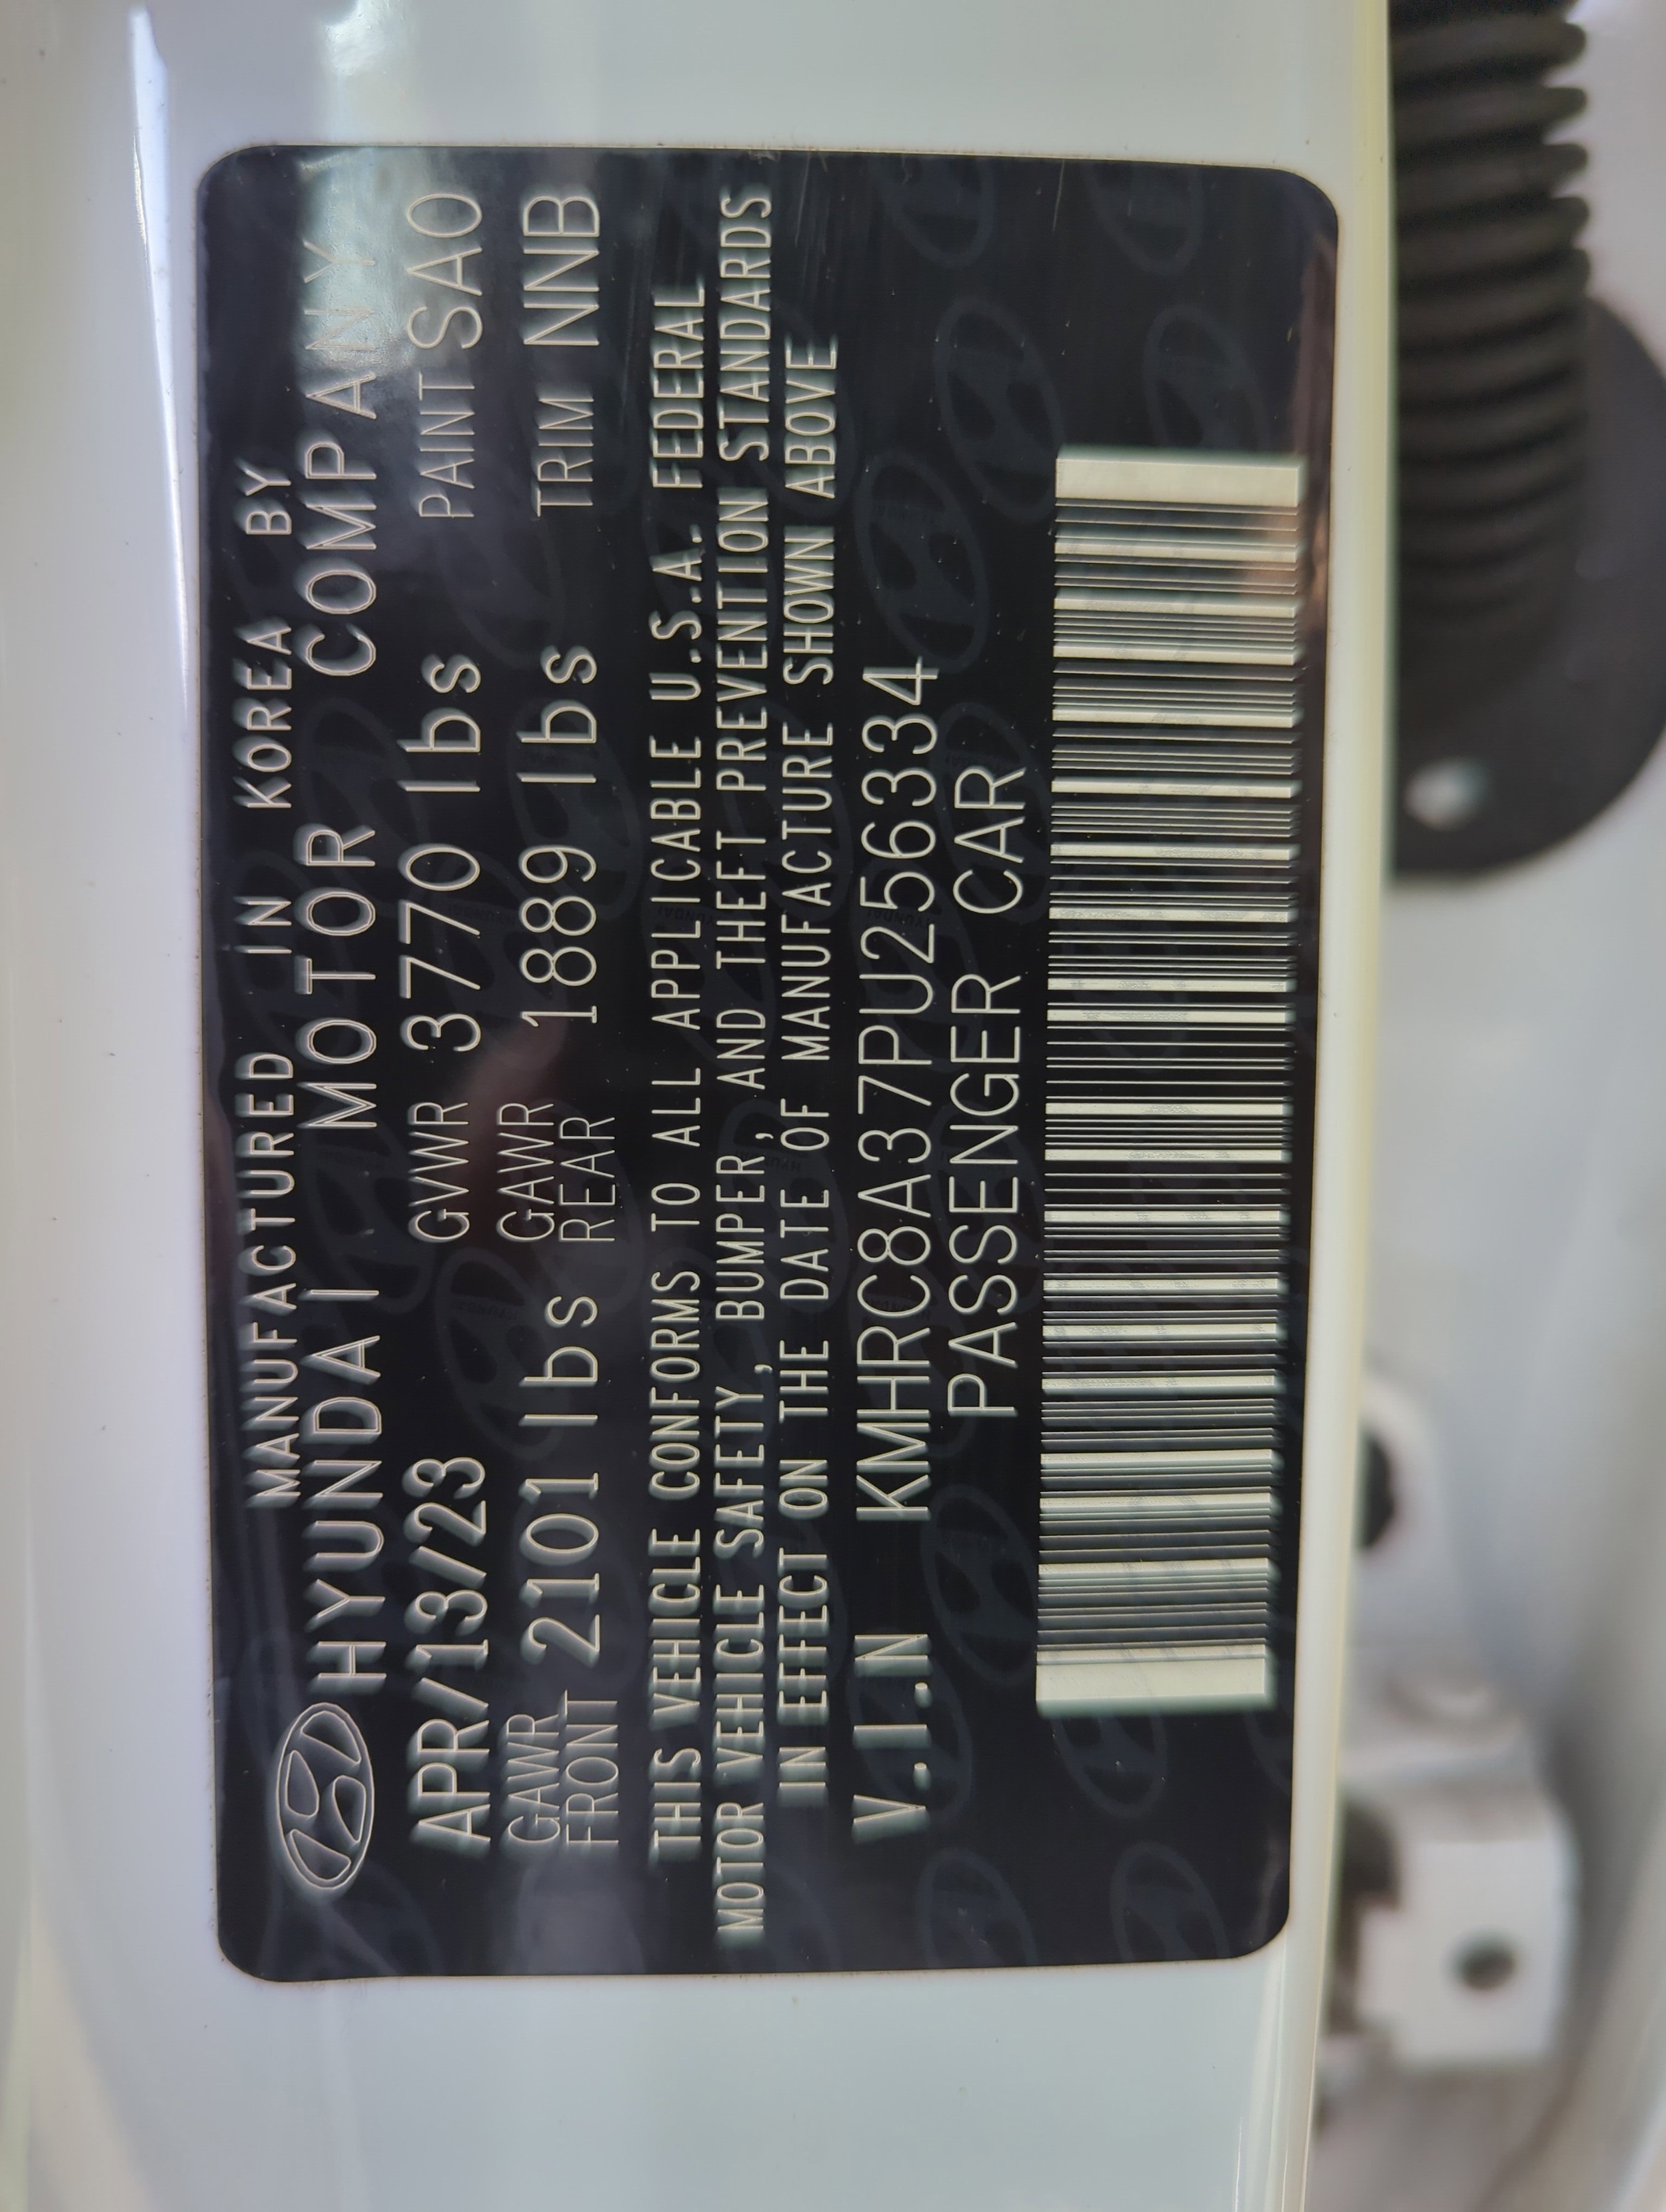 MANUFACTURED IN KOREA BY
HYUNDAI MOTOR COMPANY
APR/13/23 GVWR 3770 lbs PAINT SA0
GAWR FRONT 2101 lbs GAWR REAR 1889 lbs TRIM NNB
THIS VEHICLE CONFORMS TO ALL APPLICABLE U.S.A. FEDERAL
MOTOR VEHICLE SAFETY, BUMPER, AND THEFT PREVENTION STANDARDS
IN EFFECT ON THE DATE OF MANUFACTURE SHOWN ABOVE
V.I.N KMHRC8A37PU256334
PASSENGER CAR